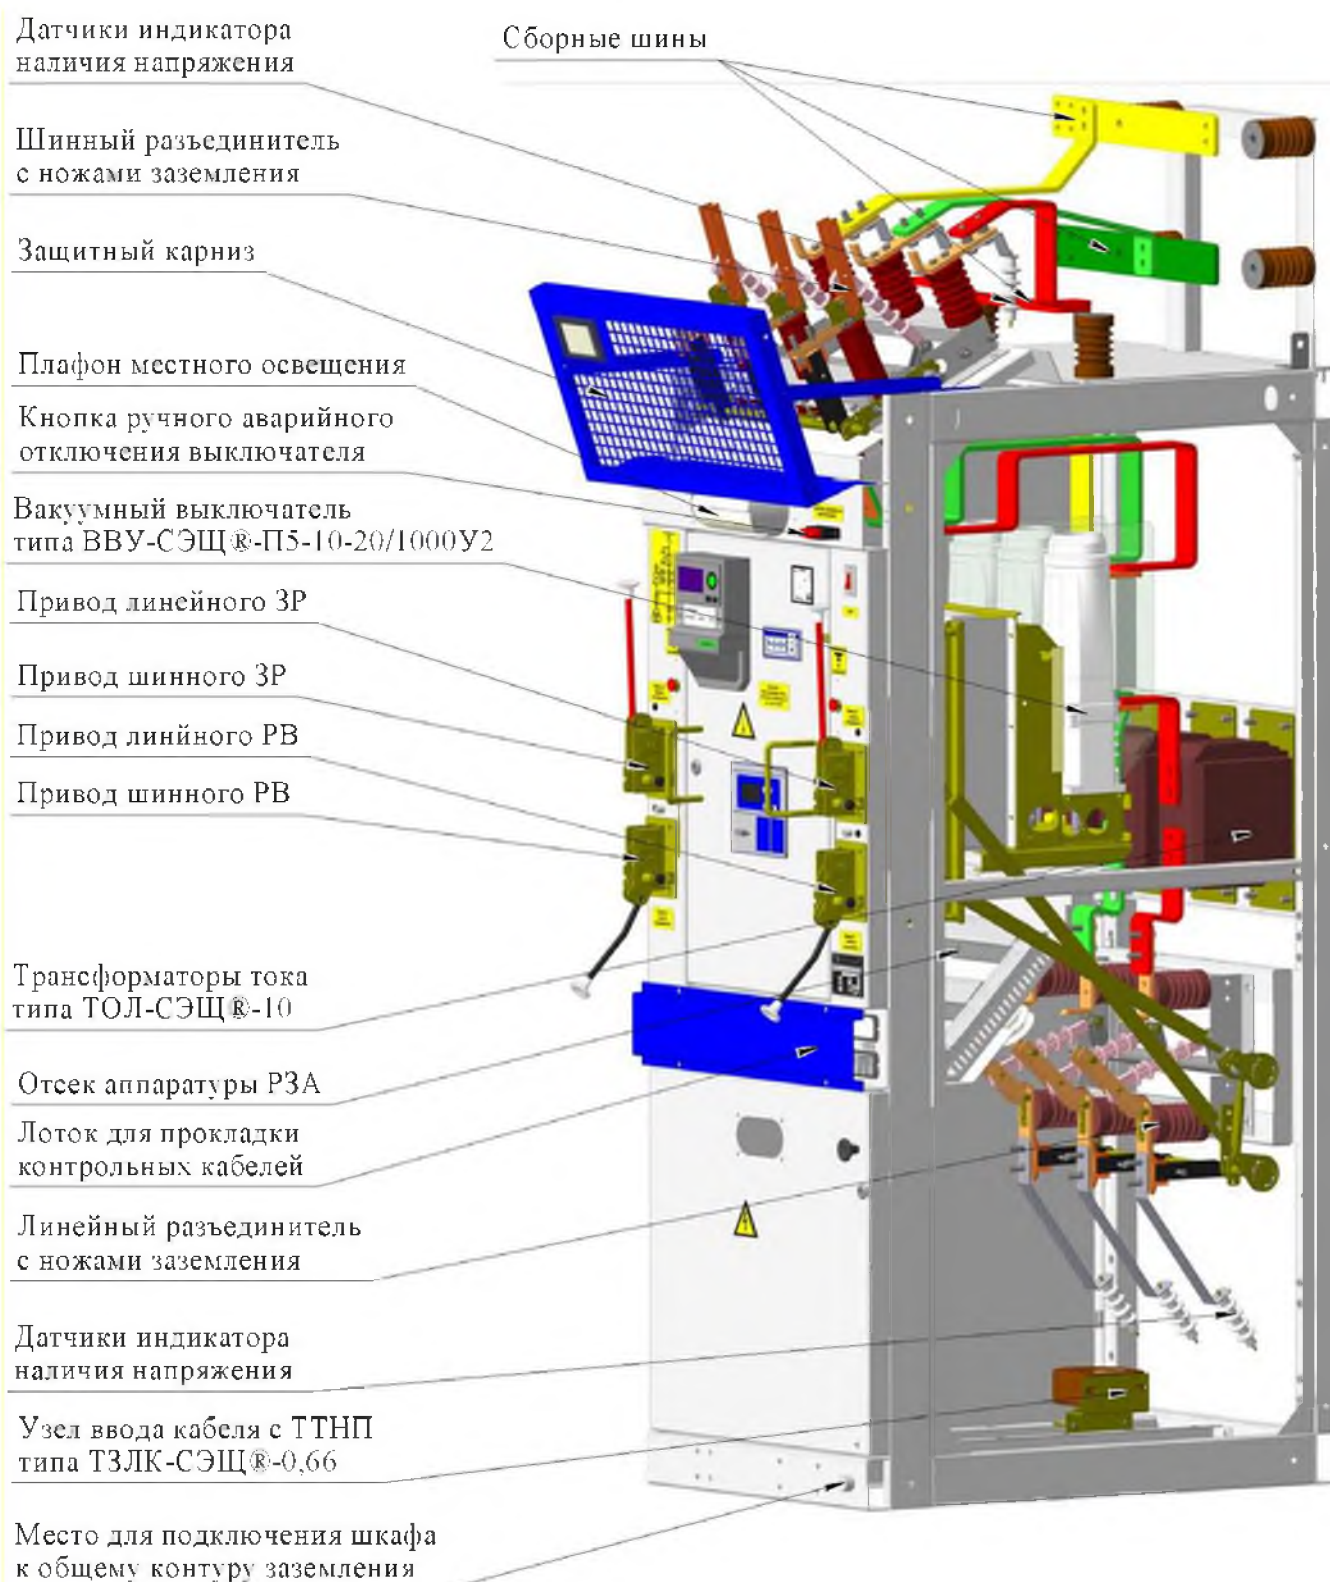 Датчики индикатора
наличия напряжения
Сборные шины
Шинный разъединитель
с ножами заземления
Защитный карниз
Плафон местного освещения
Кнопка ручного аварийного
отключения выключателя
Вакуумный выключатель
типа ВВУ-СЭЩ®-П5-10-20/1000У2
Привод линейного ЗР
Привод шинного ЗР
Привод линйного РВ
Привод шинного РВ
Трансформаторы тока
типа ТОЛ-СЭЩ®-10
Отсек аппаратуры РЗА
Лоток для прокладки
контрольных кабелей
Линейный разъединитель
с ножами заземления
Датчики индикатора
наличия напряжения
Узел ввода кабеля с ТТНП
типа ТЗЛК-СЭЩ®-0,66
Место для подключения шкафа
к общему контуру заземления